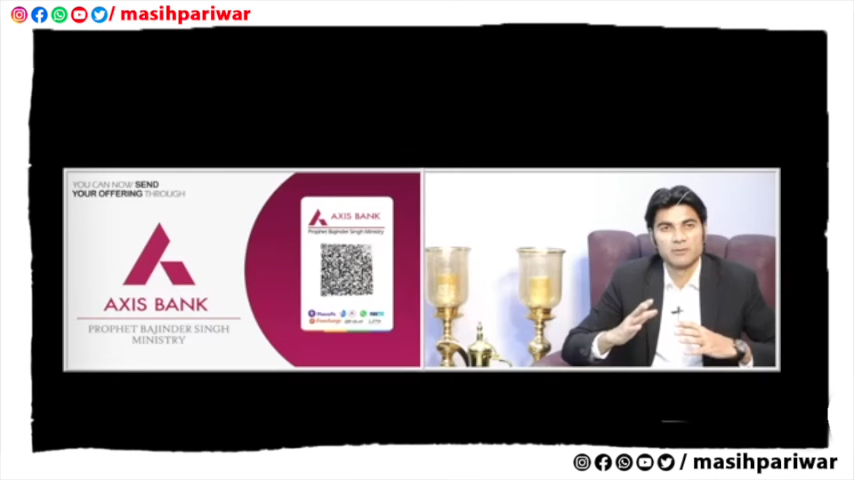 / masihpariwar
YOU CAN NOW SEND
YOUR OFFERING THROUGH
AXIS BANK
PROPHET BAJINDER SINGH
MINISTRY
AXIS BANK
Prophet Bajinder Singh Ministry
/ masihpariwar